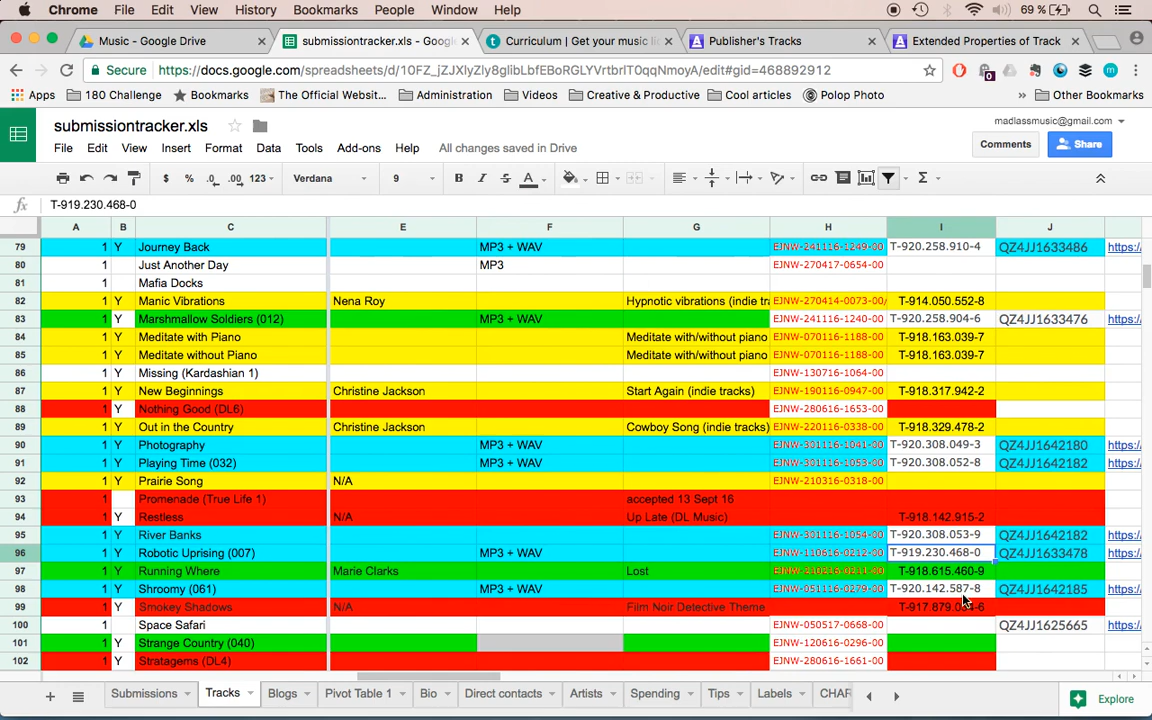 Chrome File Edit View History Bookmarks People Window Help 69 %
Music - Google Drive submissiontracker.xls - Goog Curriculum | Get your music li Publisher's Tracks Extended Properties of Track
Secure https://docs.google.com/spreadsheets/d/1OFZ_jZJXlyZly8glibLbfEBoRGLYVrtbrlT0qqNmoyA/edit#gid=468892912
Apps 180 Challenge Bookmarks The Official Websit... Administration Videos Creative & Productive Cool articles Polop Photo » Other Bookmarks
submissiontracker.xls madlassmusic@gmail.com
File Edit View Insert Format Data Tools Add-ons Help All changes saved in Drive Comments Share
$ % .0 .00 123 Verdana 9 B I S A Σ
fx T-919.230.468-0
A B C E F G H I J
79 1 Y Journey Back MP3 + WAV EJNW-241116-1249-00 T-920.258.910-4 QZ4JJ1633486 https:/
80 1 Just Another Day MP3 EJNW-270417-0654-00
81 1 Mafia Docks
82 1 Y Manic Vibrations Nena Roy Hypnotic vibrations (indie tra EJNW-270414-0073-00/ T-914.050.552-8
83 1 Y Marshmallow Soldiers (012) MP3 + WAV EJNW-241116-1240-00 T-920.258.904-6 QZ4JJ1633476 https:/
84 1 Y Meditate with Piano Meditate with/without piano EJNW-070116-1188-00 T-918.163.039-7
85 1 Y Meditate without Piano Meditate with/without piano EJNW-070116-1188-00 T-918.163.039-7
86 1 Missing (Kardashian 1) EJNW-130716-1064-00
87 1 Y New Beginnings Christine Jackson Start Again (indie tracks) EJNW-190116-0947-00 T-918.317.942-2
88 1 Y Nothing Good (DL6) EJNW-280616-1653-00
89 1 Y Out in the Country Christine Jackson Cowboy Song (indie tracks) EJNW-220116-0338-00 T-918.329.478-2
90 1 Y Photography MP3 + WAV EJNW-301116-1041-00 T-920.308.049-3 QZ4JJ1642180 https:/
91 1 Y Playing Time (032) MP3 + WAV EJNW-301116-1053-00 T-920.308.052-8 QZ4JJ1642182 https:/
92 1 Y Prairie Song N/A EJNW-210316-0318-00
93 1 Promenade (True Life 1) accepted 13 Sept 16
94 1 Y Restless N/A Up Late (DL Music) T-918.142.915-2
95 1 Y River Banks EJNW-301116-1054-00 T-920.308.053-9 QZ4JJ1642182 https:/
96 1 Y Robotic Uprising (007) MP3 + WAV EJNW-110616-0212-00 T-919.230.468-0 QZ4JJ1633478 https:/
97 1 Y Running Where Marie Clarks Lost EJNW-210216-0211-00 T-918.615.460-9
98 1 Y Shroomy (061) MP3 + WAV EJNW-051116-0279-00 T-920.142.587-8 QZ4JJ1642185 https:/
99 1 Y Smokey Shadows N/A Film Noir Detective Theme
100 1 Space Safari EJNW-050517-0668-00 QZ4JJ1625665 https:/
101 1 Y Strange Country (040) EJNW-120616-0296-00
102 1 Y Stratagems (DL4) EJNW-280616-1661-00
Submissions Tracks Blogs Pivot Table 1 Bio Direct contacts Artists Spending Tips Labels CHAR Explore